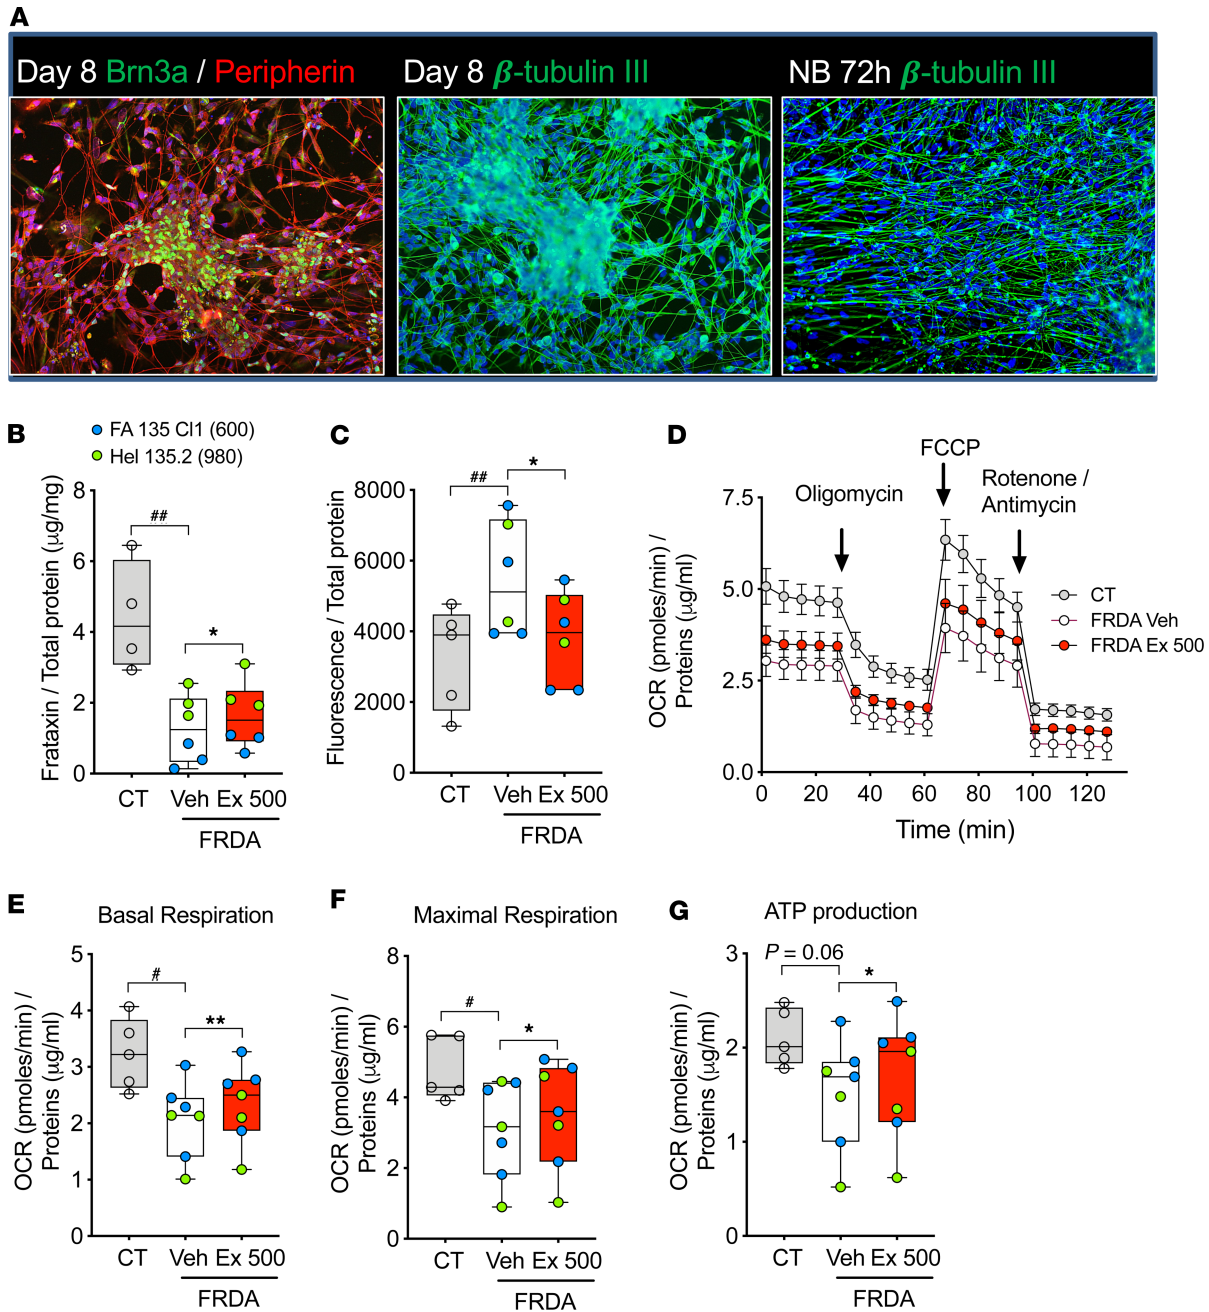 A
Day 8 Brn3a / Peripherin
Day 8 β-tubulin III
NB 72h β-tubulin III
B
FA 135 Cl1 (600)
Hel 135.2 (980)
Frataxin / Total protein (µg/mg)
8
6
4
2
0
##
*
CT
Veh
Ex 500
FRDA
C
Fluorescence / Total protein
8000
6000
4000
2000
0
##
*
CT
Veh
Ex 500
FRDA
D
OCR (pmoles/min) /
Proteins (µg/ml)
7.5
5.0
2.5
0.0
Oligomycin
FCCP
Rotenone /
Antimycin
CT
FRDA Veh
FRDA Ex 500
0
20
40
60
80
100
120
Time (min)
E
Basal Respiration
OCR (pmoles/min) /
Proteins (µg/ml)
5
4
3
2
1
0
#
**
CT
Veh
Ex 500
FRDA
F
Maximal Respiration
OCR (pmoles/min) /
Proteins (µg/ml)
8
6
4
2
0
#
*
CT
Veh
Ex 500
FRDA
G
ATP production
OCR (pmoles/min) /
Proteins (µg/ml)
3
2
1
0
P = 0.06
*
CT
Veh
Ex 500
FRDA